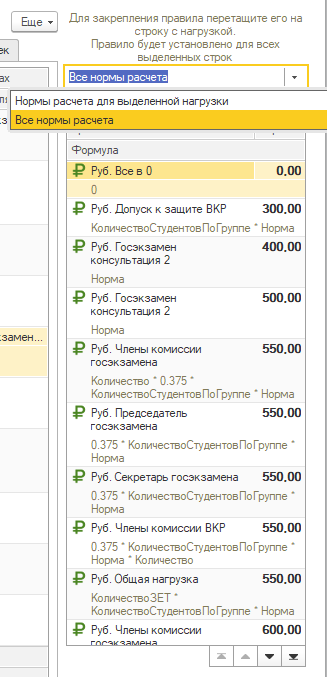 Еще
Для закрепления правила перетащите его на
строку с нагрузкой.
Правило будет установлено для всех
выделенных строк
ек
Все нормы расчета
ах
Нормы расчета для выделенной нагрузки
Все нормы расчета
Формула
Руб. Все в 0 0,00
0
Руб. Допуск к защите ВКР 300,00
КоличествоСтудентовПоГруппе * Норма
Руб. Госэкзамен 400,00
консультация 2
Норма
Руб. Госэкзамен 500,00
консультация 2
Норма
Руб. Члены комиссии 550,00
госэкзамена
Количество * 0.375 *
КоличествоСтудентовПоГруппе * Норма
замен...
Руб. Председатель 550,00
госэкзамена
0.375 * КоличествоСтудентовПоГруппе *
Норма
Руб. Секретарь госэкзамена 550,00
0.375 * КоличествоСтудентовПоГруппе *
Норма
Руб. Члены комиссии ВКР 550,00
0.375 * КоличествоСтудентовПоГруппе *
Норма * Количество
Руб. Общая нагрузка 550,00
КоличествоЗЕТ *
КоличествоСтудентовПоГруппе * Норма
Руб. Члены комиссии 600,00
госэкзамена